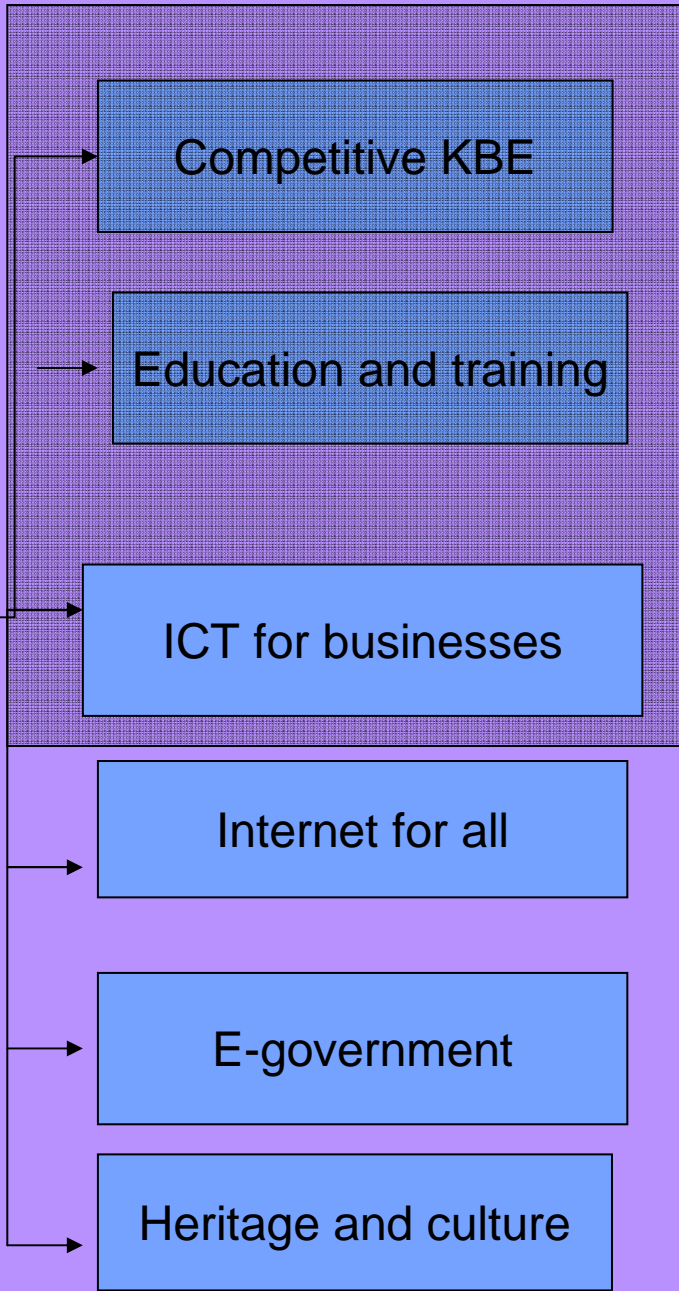 Competitive KBE
Education and training
ICT for businesses
Internet for all
E-government
Heritage and culture